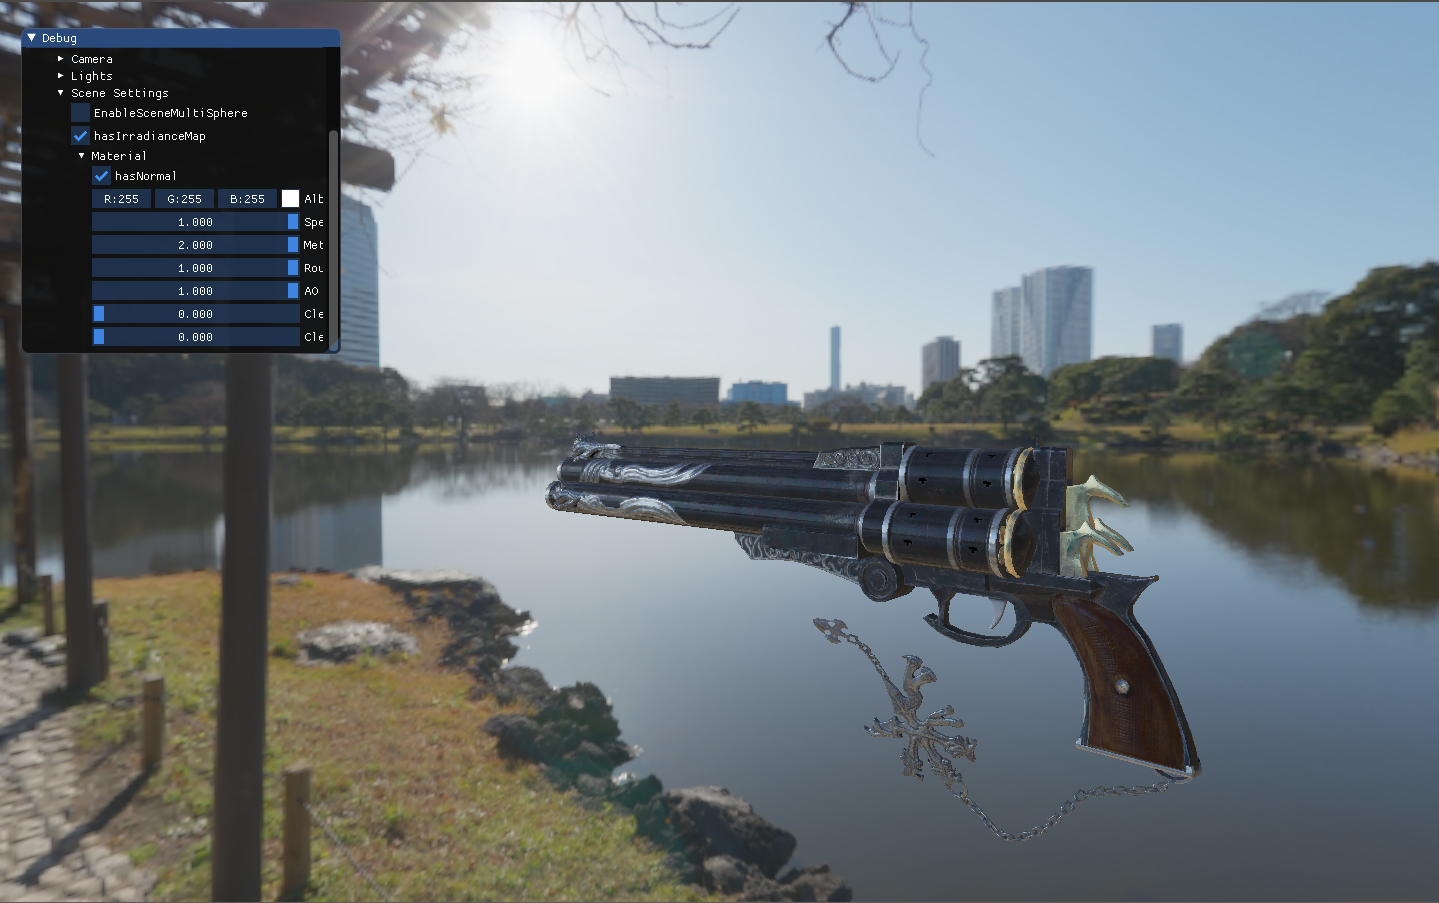 Debug
Camera
Lights
Scene Settings
EnableSceneMultiSphere
hasIrradianceMap
Material
hasNormal
R:255 G:255 B:255 Alb
1.000 Spe
2.000 Met
1.000 Rou
1.000 AO
0.000 Cle
0.000 Cle